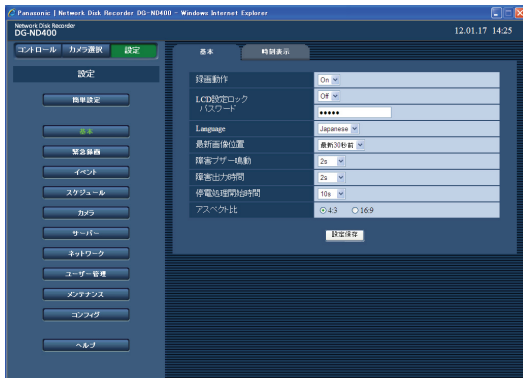 Panasonic | Network Disk Recorder DG-ND400 - Windows Internet Explorer
Network Disk Recorder
DG-ND400
12.01.17 14:25
コントロール カメラ選択 設定
基本 時刻表示
設定
簡単設定
基本
緊急録画
イベント
スケジュール
カメラ
サーバー
ネットワーク
ユーザー管理
メンテナンス
コンフィグ
ヘルプ
録画動作 On
LCD設定ロック Off
パスワード •••••
Language Japanese
最新画像位置 最新30秒前
障害ブザー鳴動 2s
障害出力時間 2s
停電処理開始時間 10s
アスペクト比 4:3 16:9
設定保存